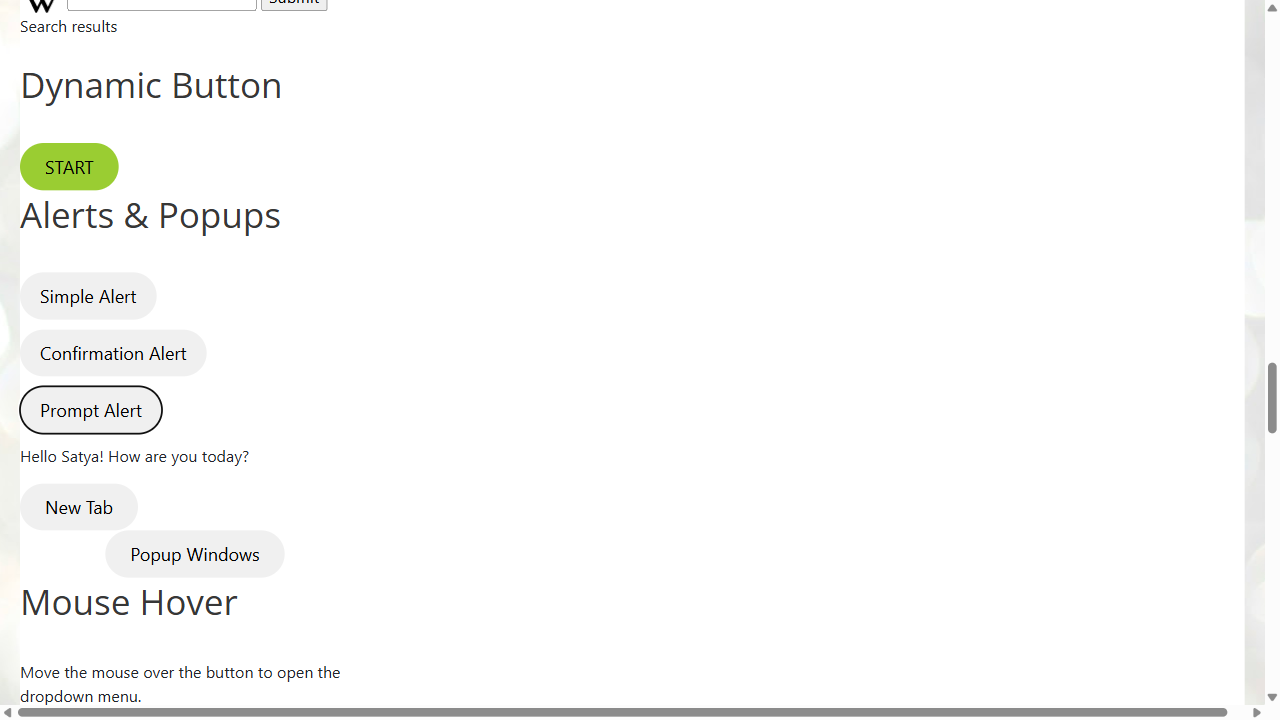 Submit
Search results
Dynamic Button
START
Alerts & Popups
Simple Alert
Confirmation Alert
Prompt Alert
Hello Satya! How are you today?
New Tab
Popup Windows
Mouse Hover
Move the mouse over the button to open the
dropdown menu.